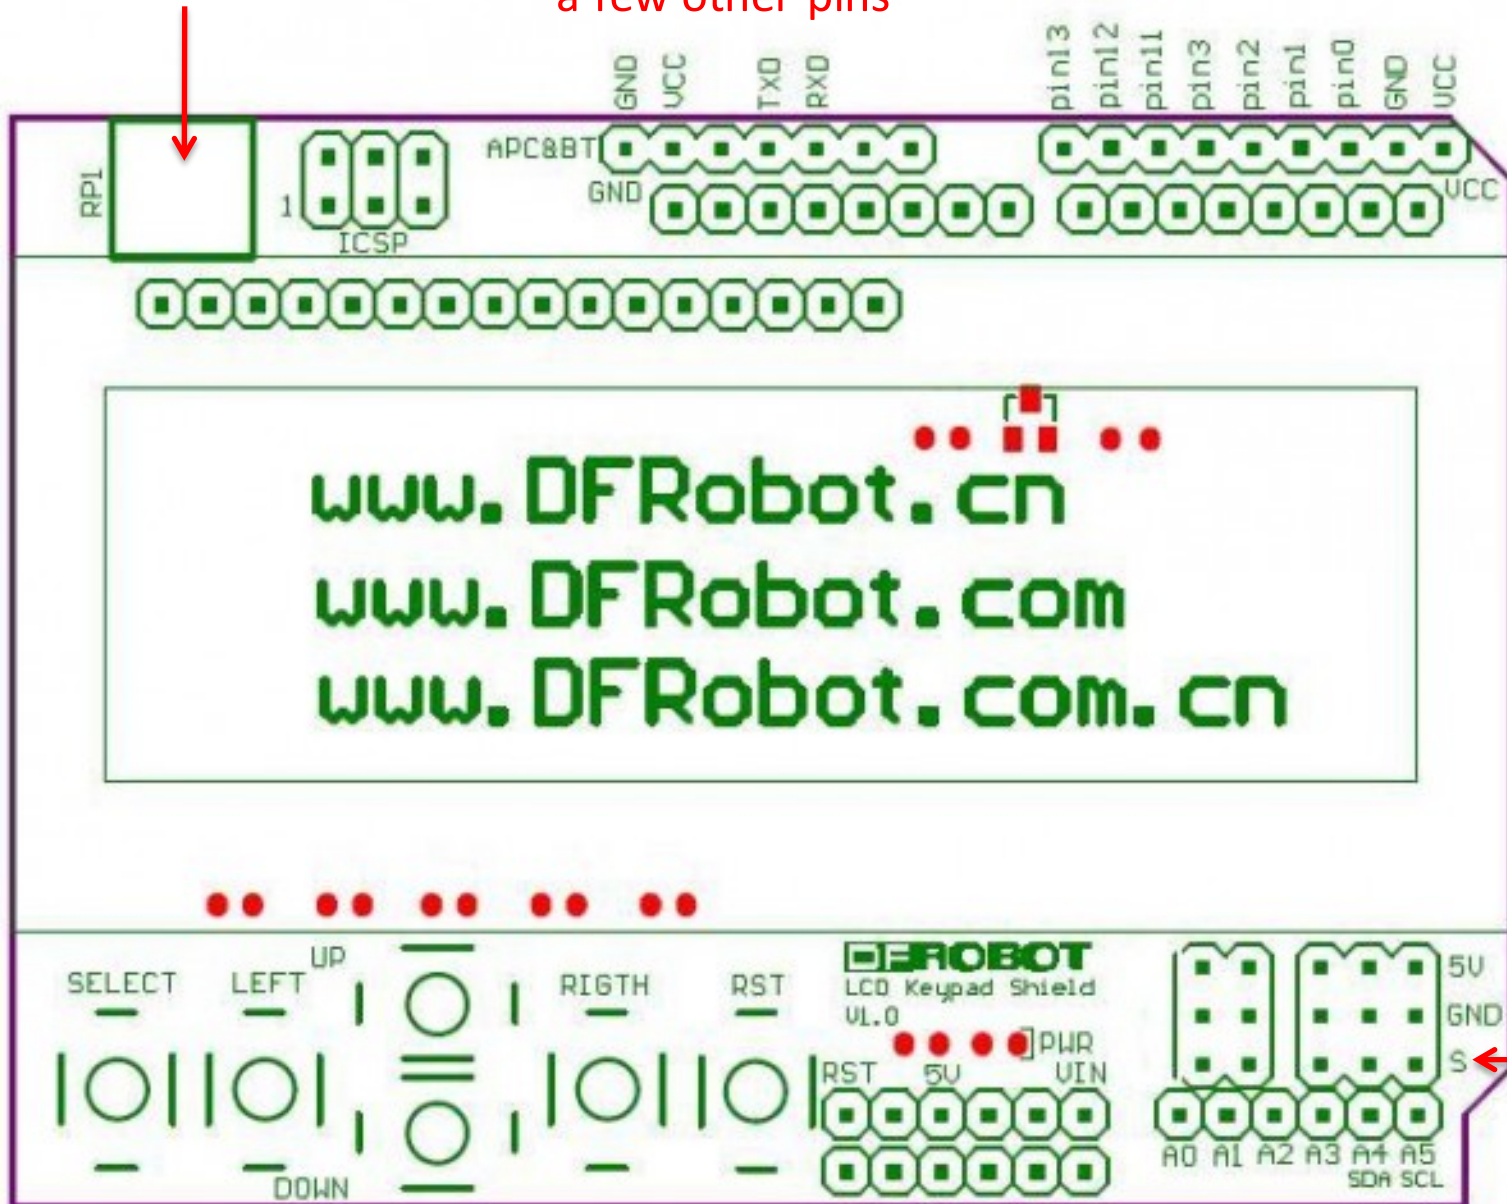 a few other pins
GND VCC TXD RXD pin13 pin12 pin11 pin3 pin2 pin1 pin0 GND VCC
APC&BT
RP1
1
GND
VCC
ICSP
www.DFRobot.cn
www.DFRobot.com
www.DFRobot.com.cn
UP
SELECT LEFT RIGTH RST
DFROBOT
LCD Keypad Shield
V1.0
PWR
RST 5V VIN
5V
GND
S
A0 A1 A2 A3 A4 A5
SDA SCL
DOWN